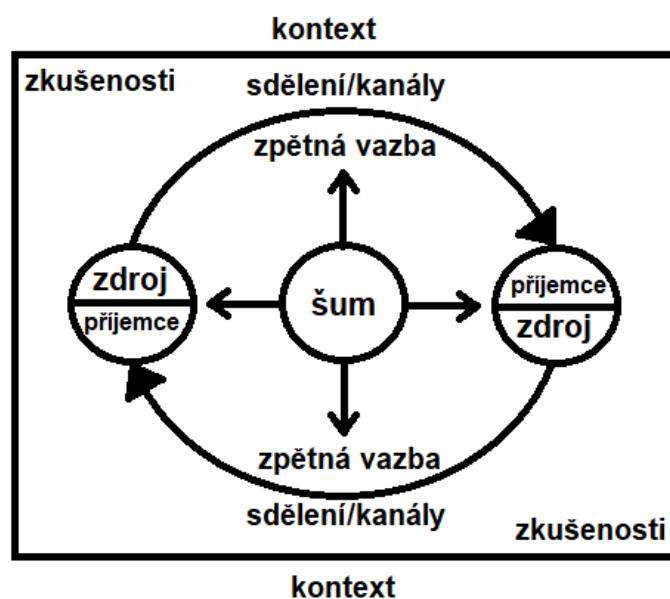 kontext
zkušenosti
sdělení/kanály
zpětná vazba
zdroj
příjemce
šum
příjemce
zdroj
zpětná vazba
sdělení/kanály
zkušenosti
kontext